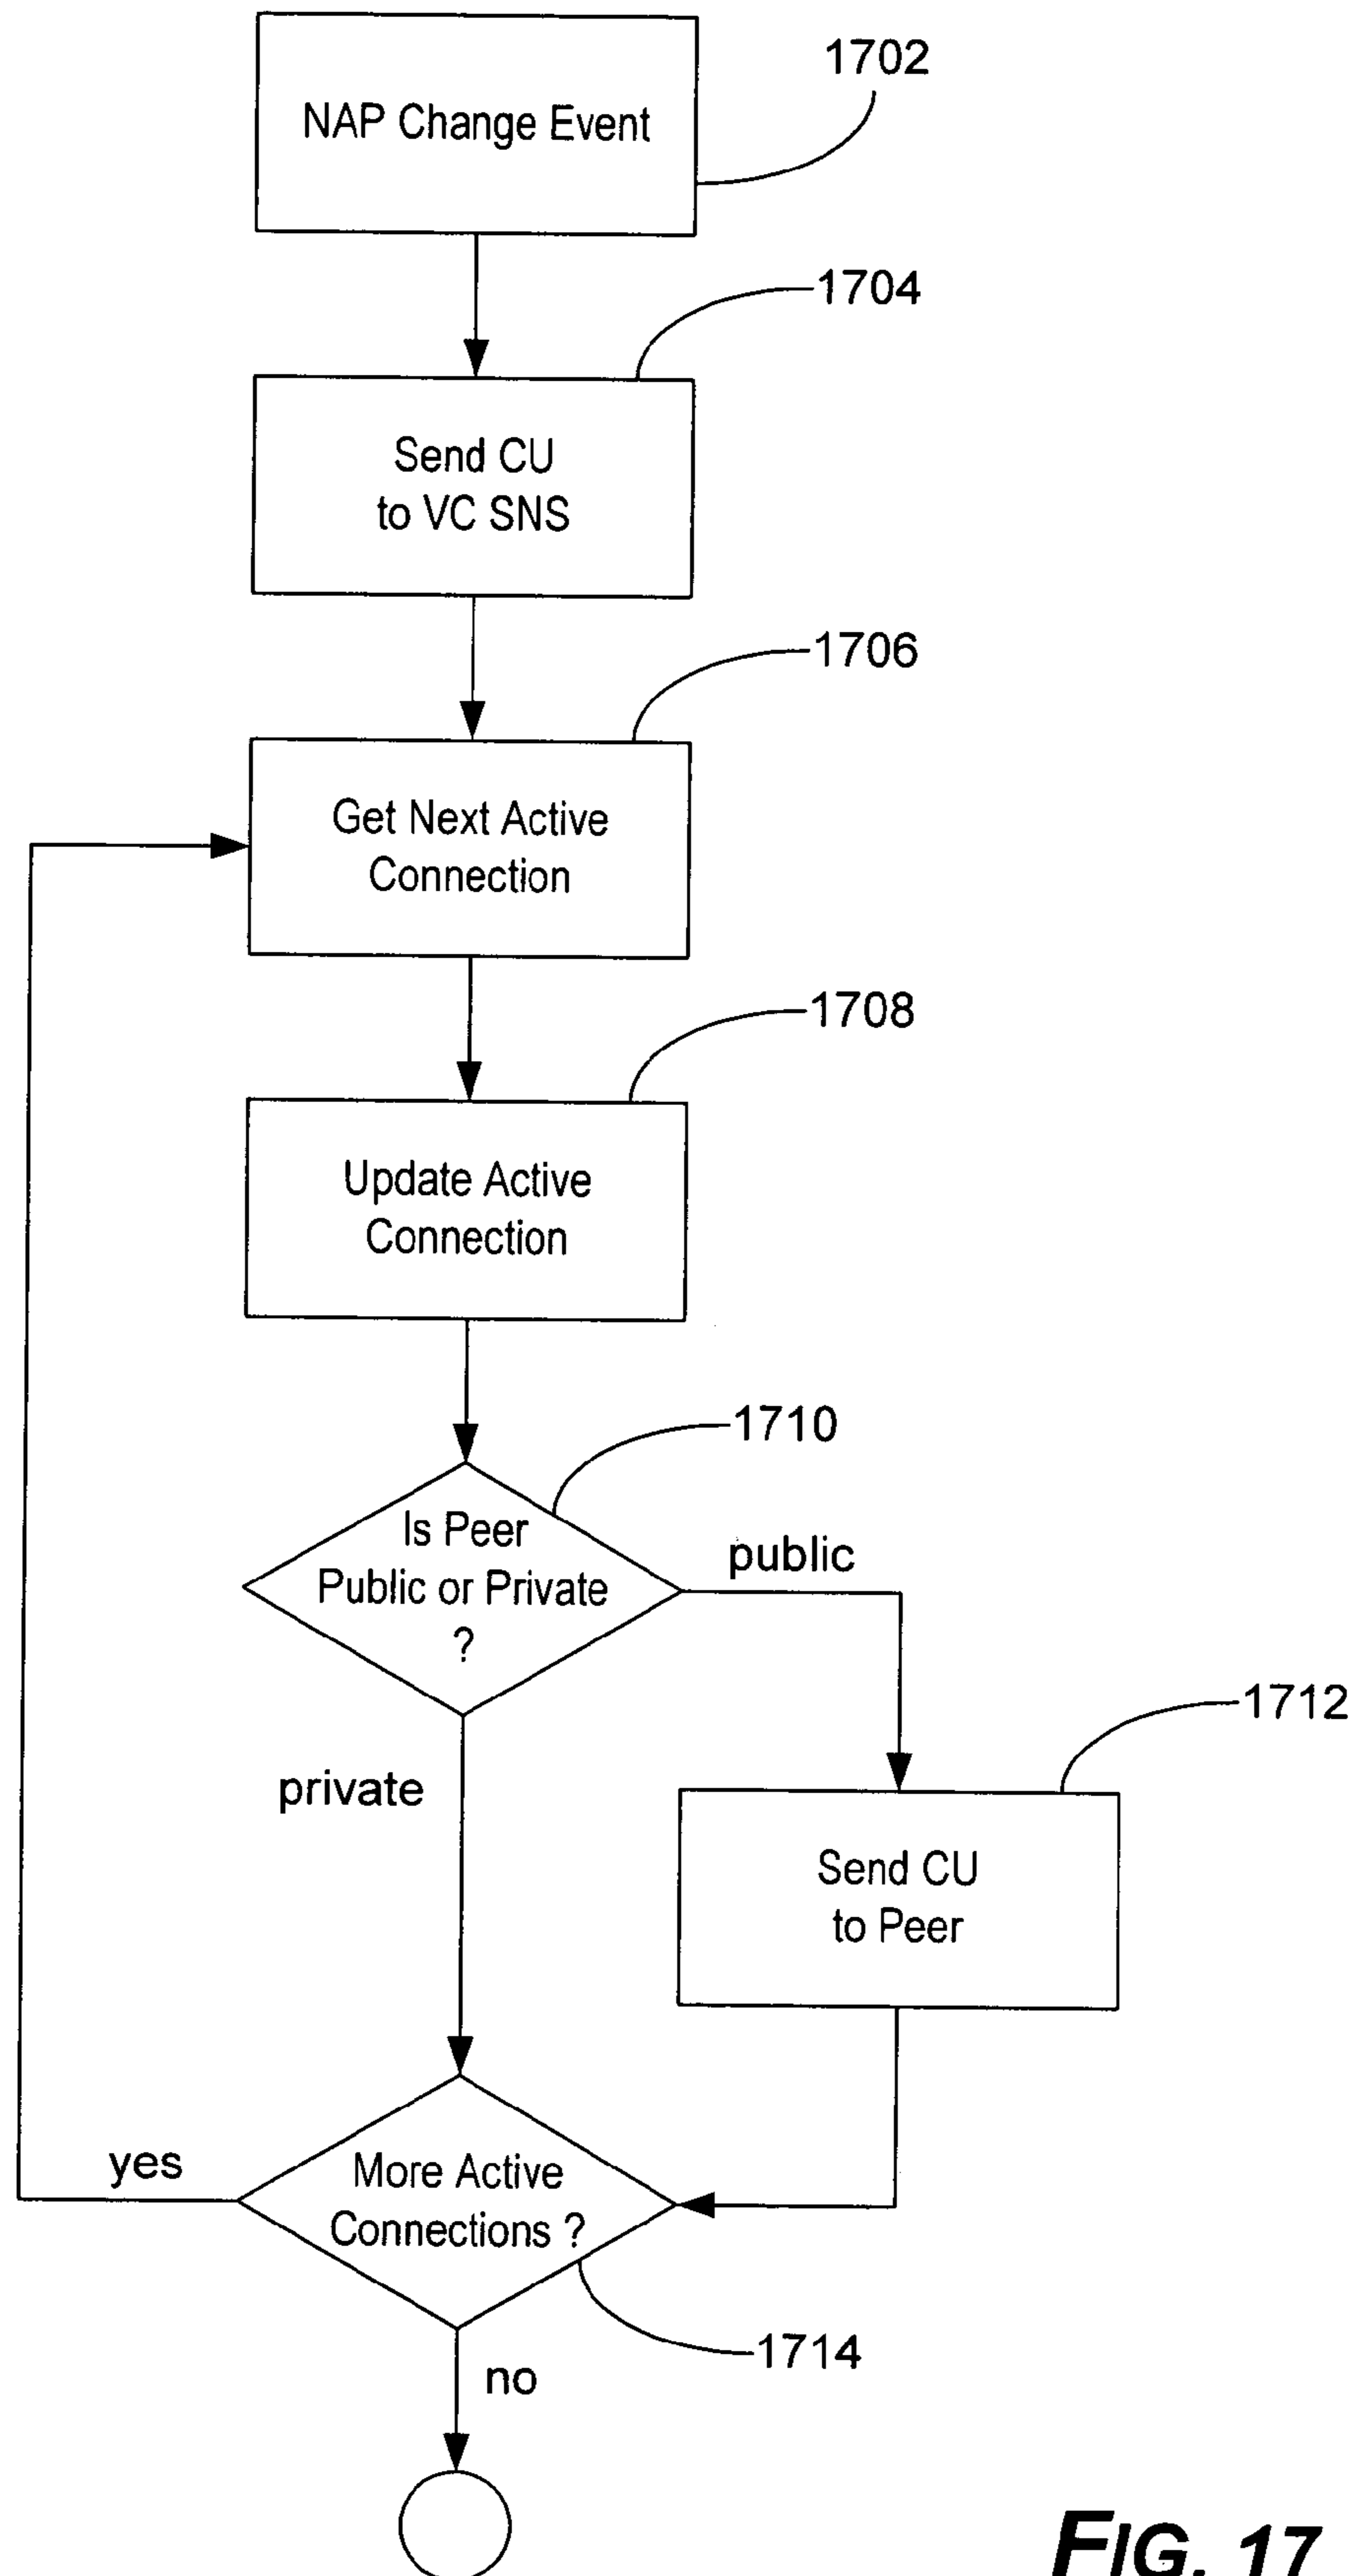 1702
NAP Change Event
1704
Send CU
to VC SNS
1706
Get Next Active
Connection
1708
Update Active
Connection
1710
Is Peer
Public or Private
?
public
1712
private
Send CU
to Peer
yes
More Active
Connections ?
1714
no
FIG. 17